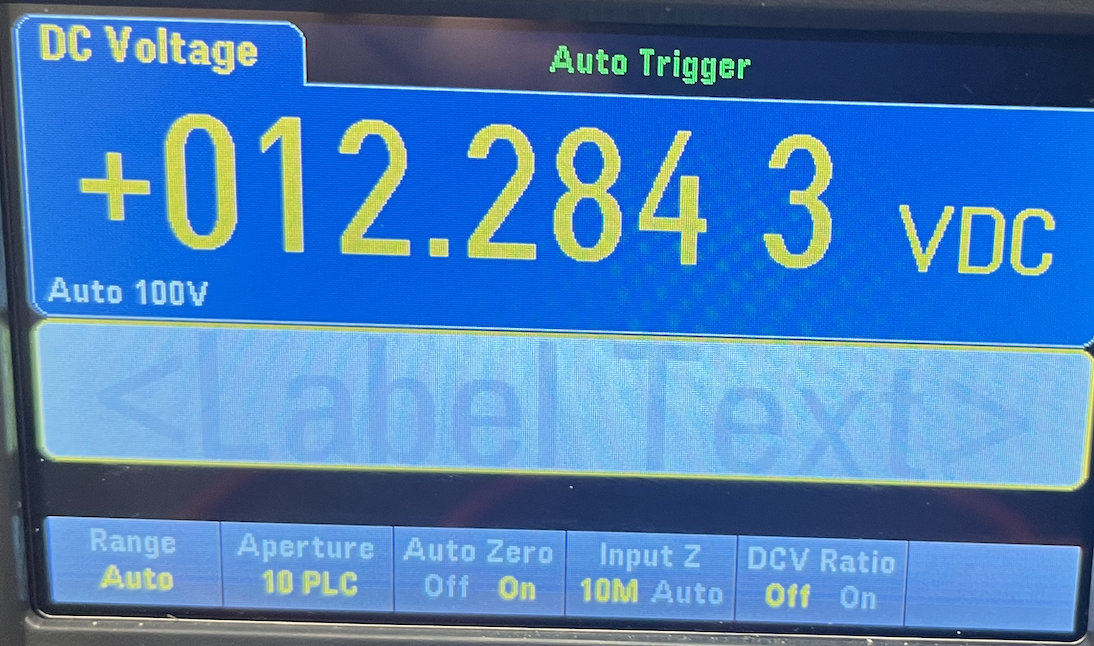 DC Voltage
Auto Trigger
+012.284 3 VDC
Auto 100V
<Label Text>
Range Aperture Auto Zero Input Z DCV Ratio
Auto 10 PLC Off On 10M Auto Off On